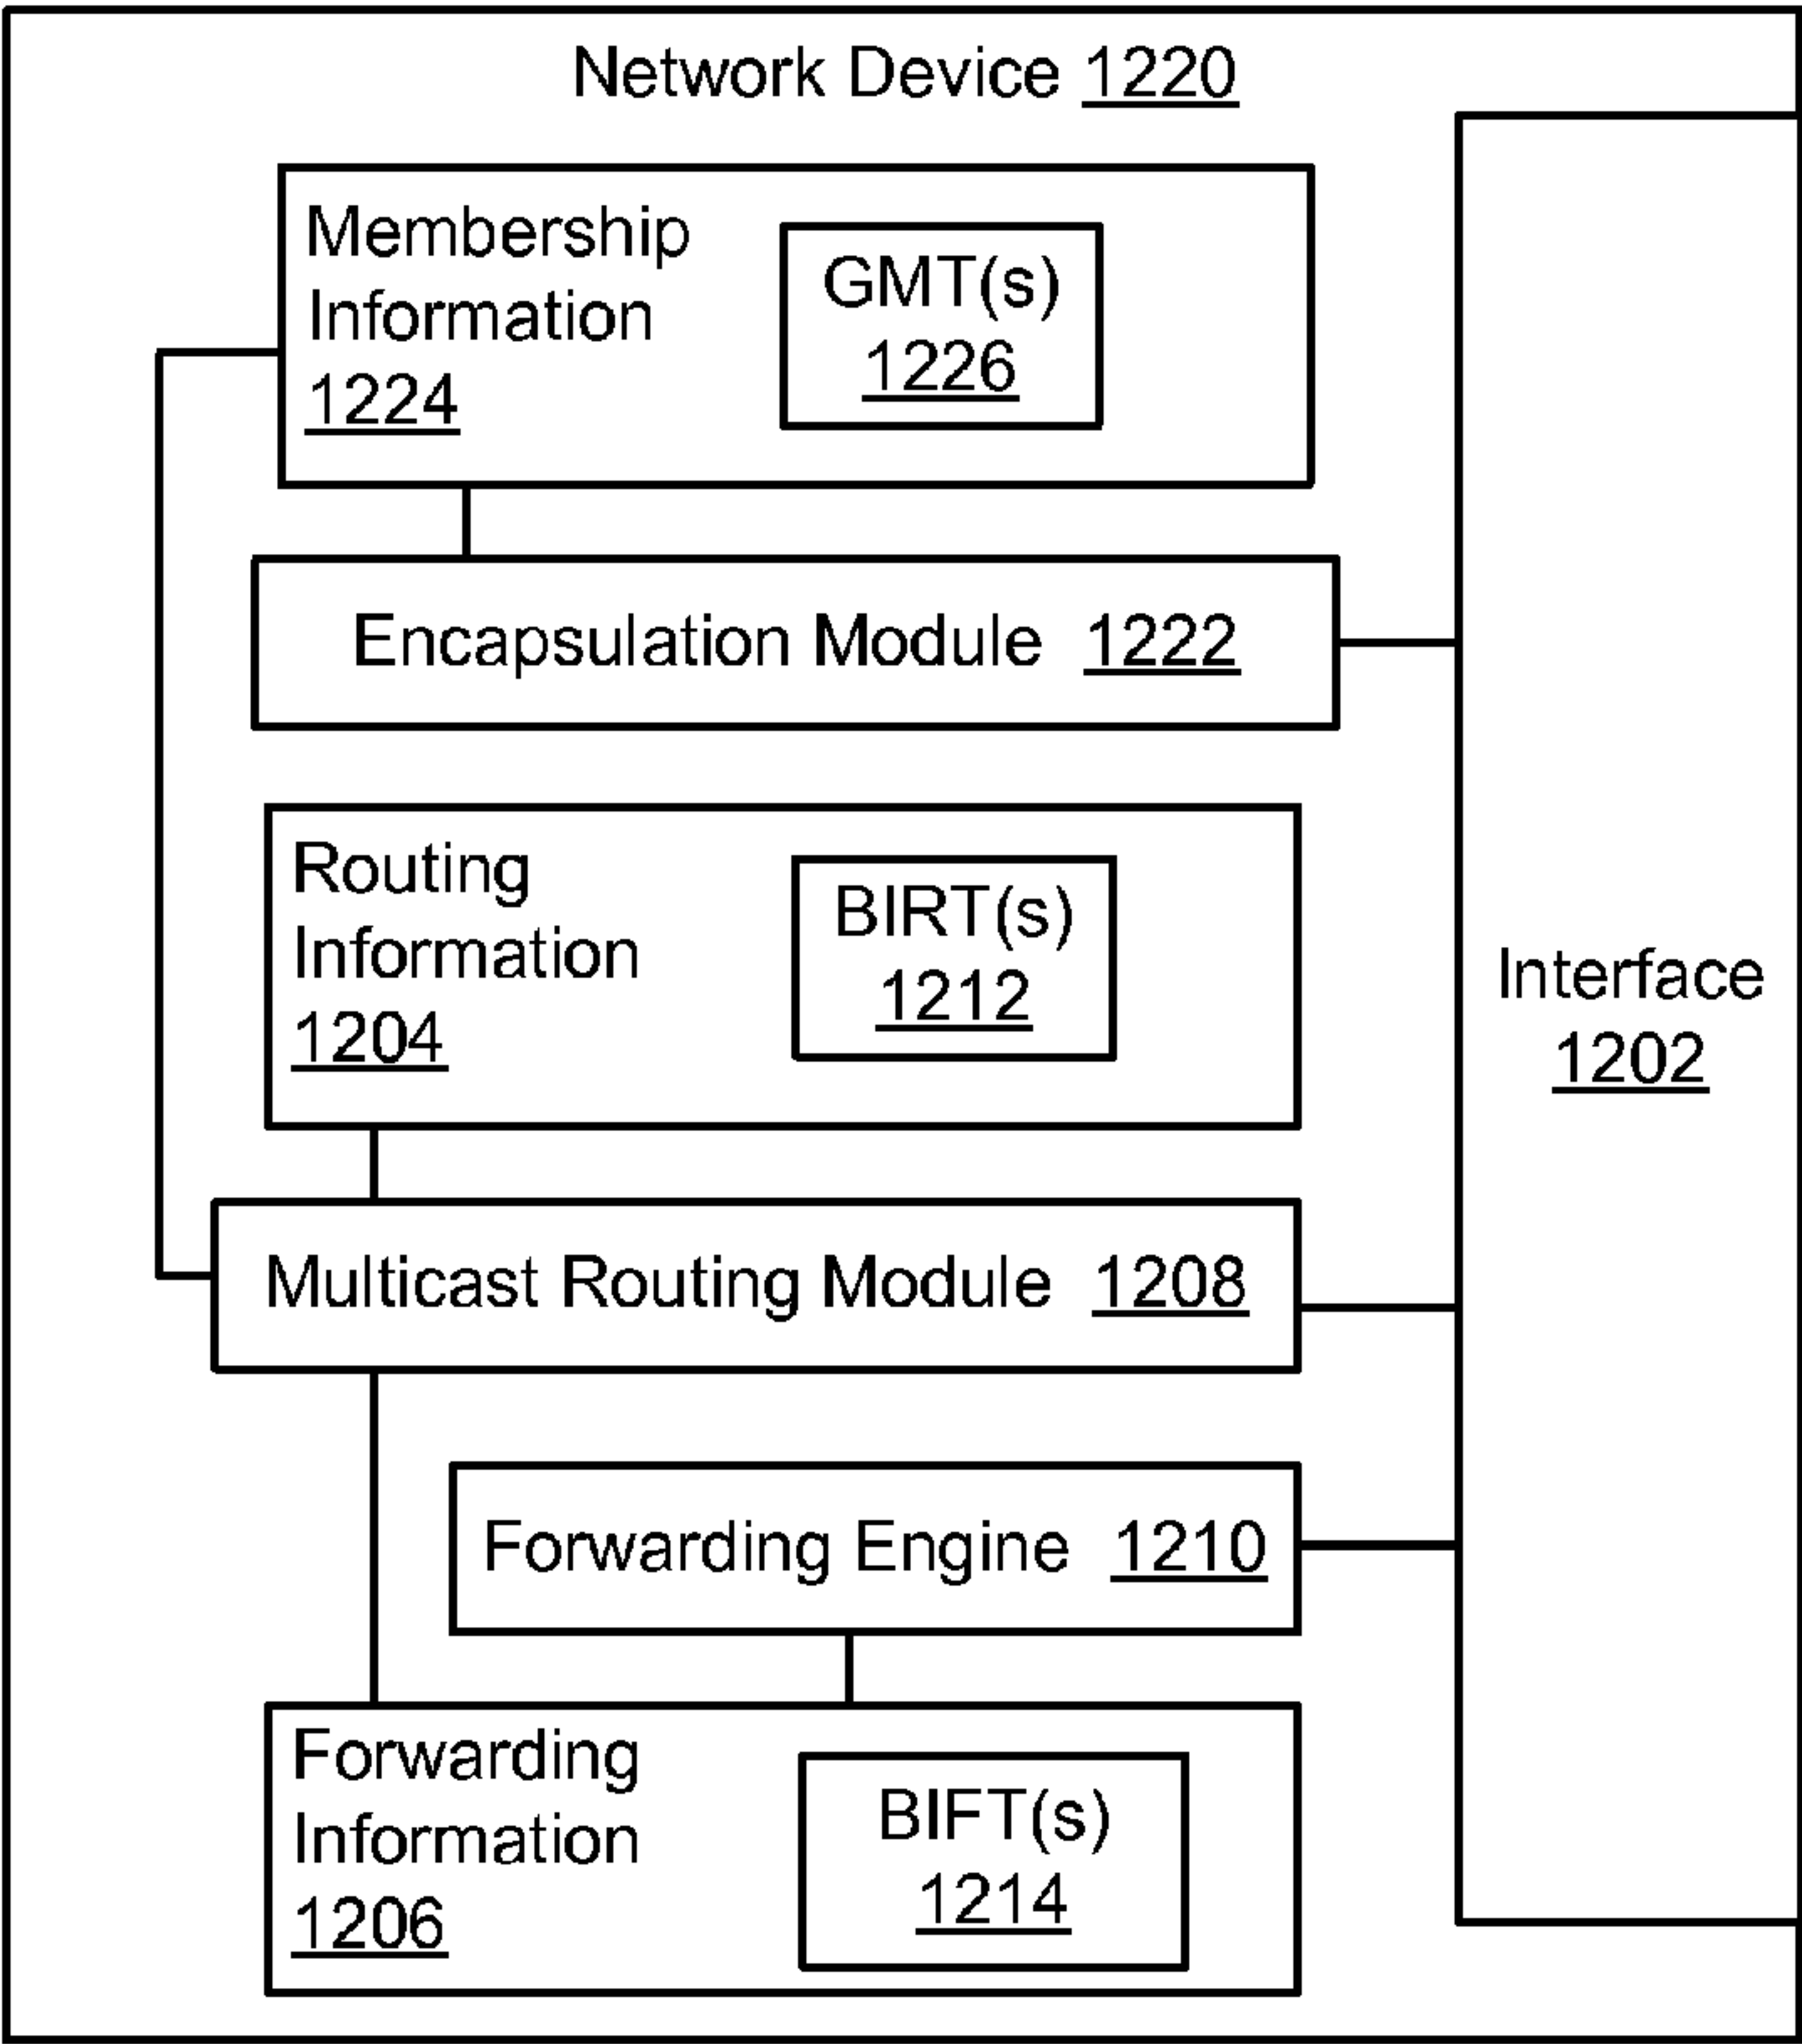 Network Device 1220
Membership
Information
1224
GMT(s)
1226
Encapsulation Module 1222
Routing
Information
1204
BIRT(s)
1212
Interface
1202
Multicast Routing Module 1208
Forwarding Engine 1210
Forwarding
Information
1206
BIFT(s)
1214